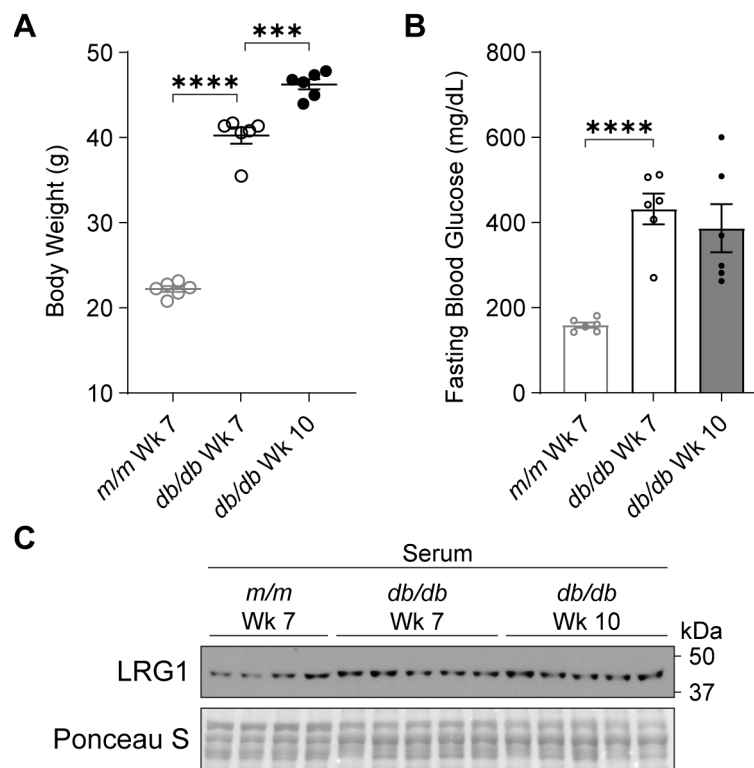 A
Body Weight (g)
50
40
30
20
10
****
***
m/m Wk 7
db/db Wk 7
db/db Wk 10
B
Fasting Blood Glucose (mg/dL)
800
600
400
200
0
****
m/m Wk 7
db/db Wk 7
db/db Wk 10
C
Serum
m/m
Wk 7
db/db
Wk 7
db/db
Wk 10
kDa
LRG1
50
37
Ponceau S